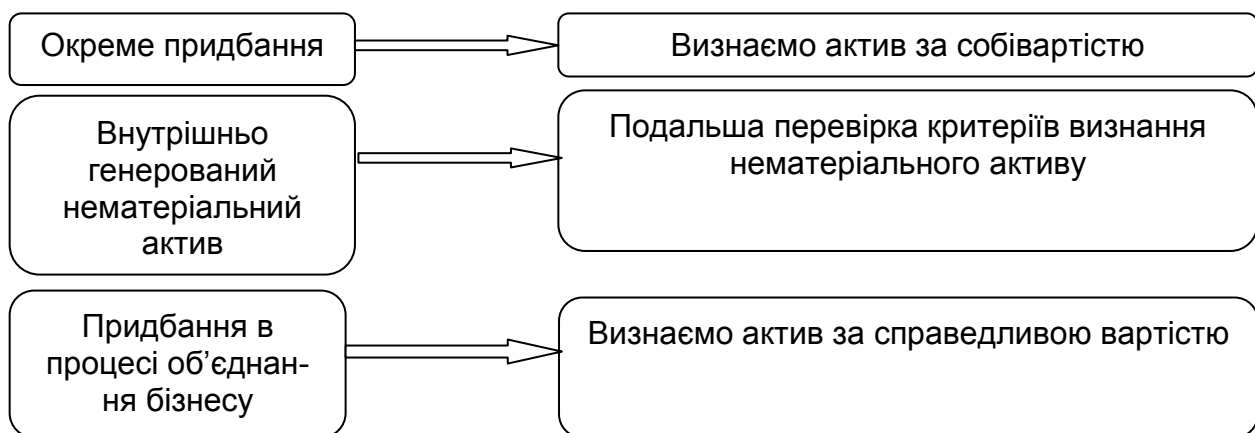 Окреме придбання
Визнаємо актив за собівартістю
Внутрішньо
генерований
нематеріальний
актив
Подальша перевірка критеріїв визнання
нематеріального активу
Придбання в
процесі об’єднан-
ня бізнесу
Визнаємо актив за справедливою вартістю